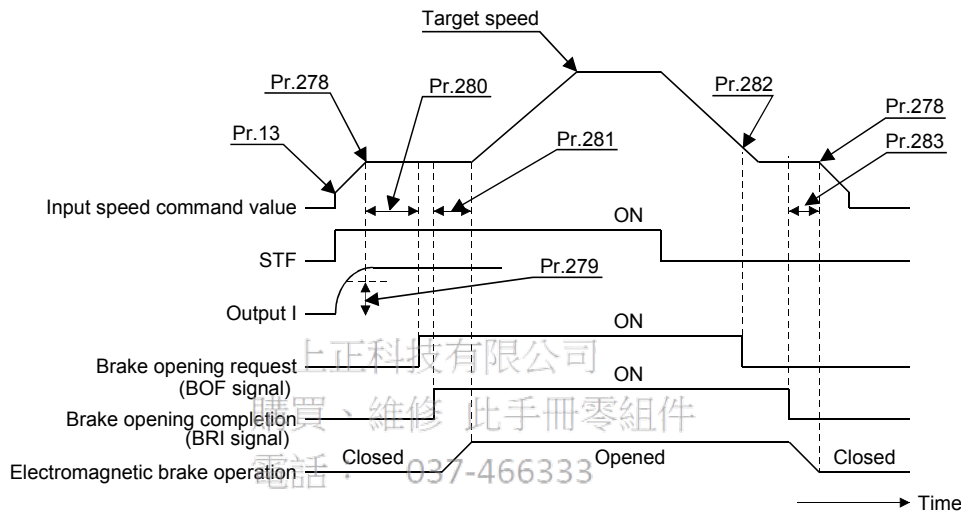 Target speed
Pr.278
Pr.280
Pr.282
Pr.278
Pr.13
Pr.281
Pr.283
Input speed command value
ON
STF
Pr.279
Output I
ON
上正科技有限公司
Brake opening request
(BOF signal)
ON
購買、維修 此手冊零組件
Brake opening completion
(BRI signal)
Electromagnetic brake operation
Closed
Opened
Closed
電話： 037-466333
Time